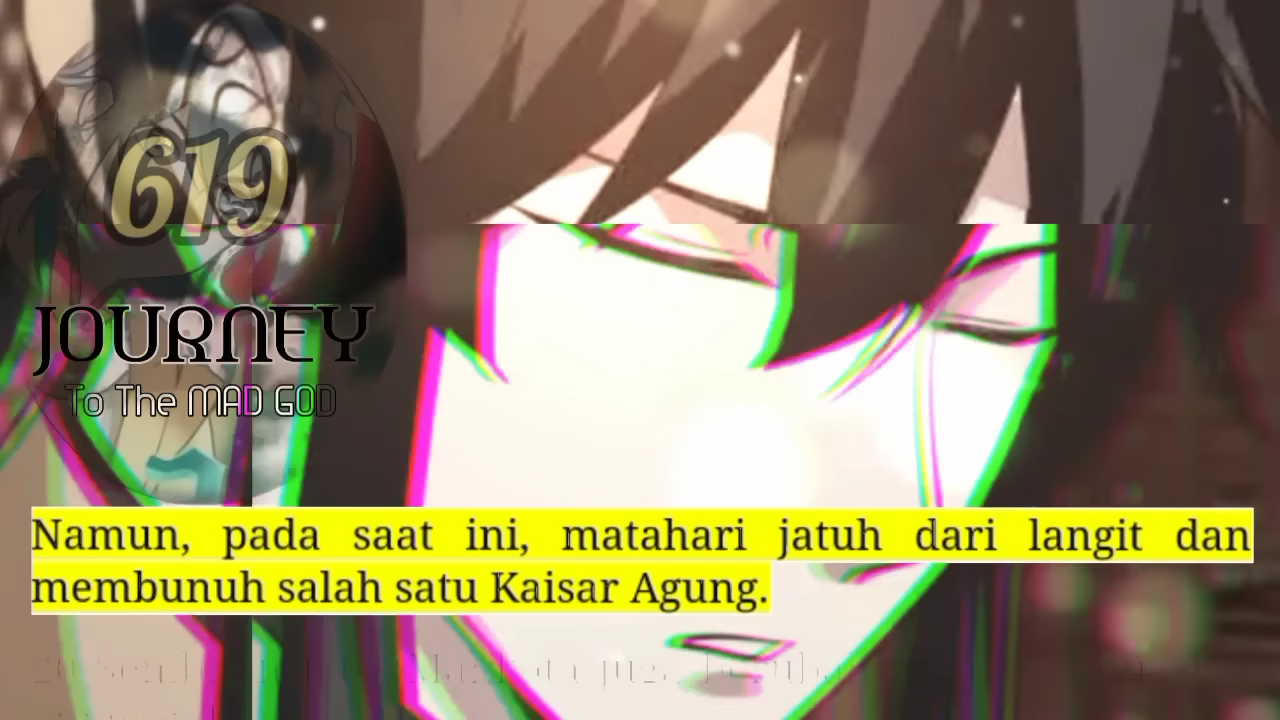 619
JOURNEY
To The MAD GOD
Namun, pada saat ini, matahari jatuh dari langit dan
membunuh salah satu Kaisar Agung.